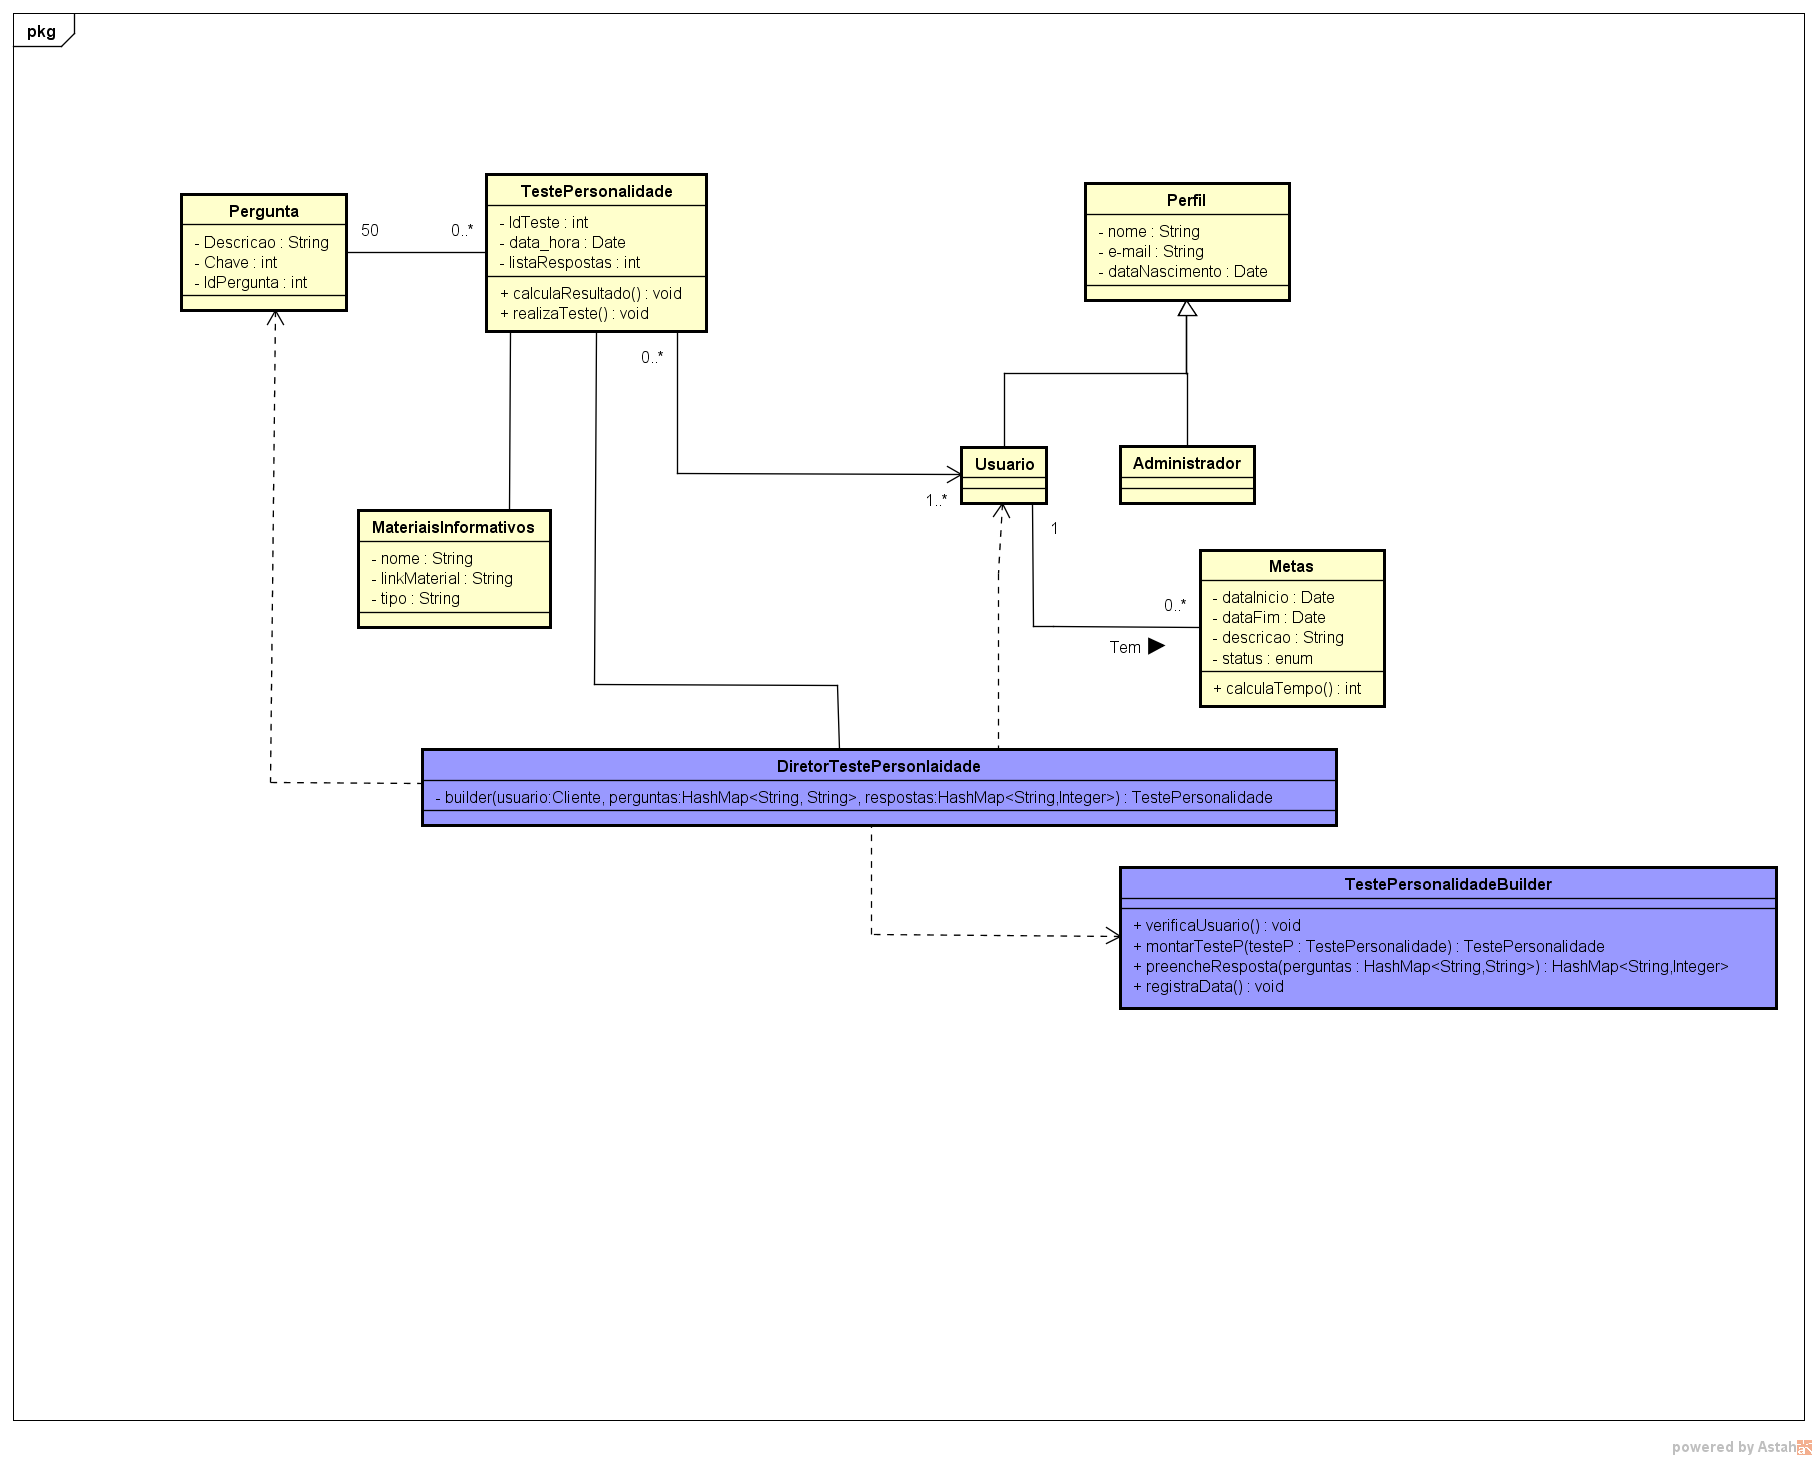 pkg
Pergunta
- Descricao : String
- Chave : int
- IdPergunta : int
50
0..*
TestePersonalidade
- IdTeste : int
- data_hora : Date
- listaRespostas : int
+ calculaResultado() : void
+ realizaTeste() : void
0..*
Perfil
- nome : String
- e-mail : String
- dataNascimento : Date
Usuario
1..*
1
Administrador
MateriaisInformativos
- nome : String
- linkMaterial : String
- tipo : String
Metas
- dataInicio : Date
- dataFim : Date
- descricao : String
- status : enum
+ calculaTempo() : int
0..*
Tem
DiretorTestePersonlaidade
- builder(usuario:Cliente, perguntas:HashMap<String, String>, respostas:HashMap<String,Integer>) : TestePersonalidade
TestePersonalidadeBuilder
+ verificaUsuario() : void
+ montarTesteP(testeP : TestePersonalidade) : TestePersonalidade
+ preencheResposta(perguntas : HashMap<String,String>) : HashMap<String,Integer>
+ registraData() : void
powered by Astah